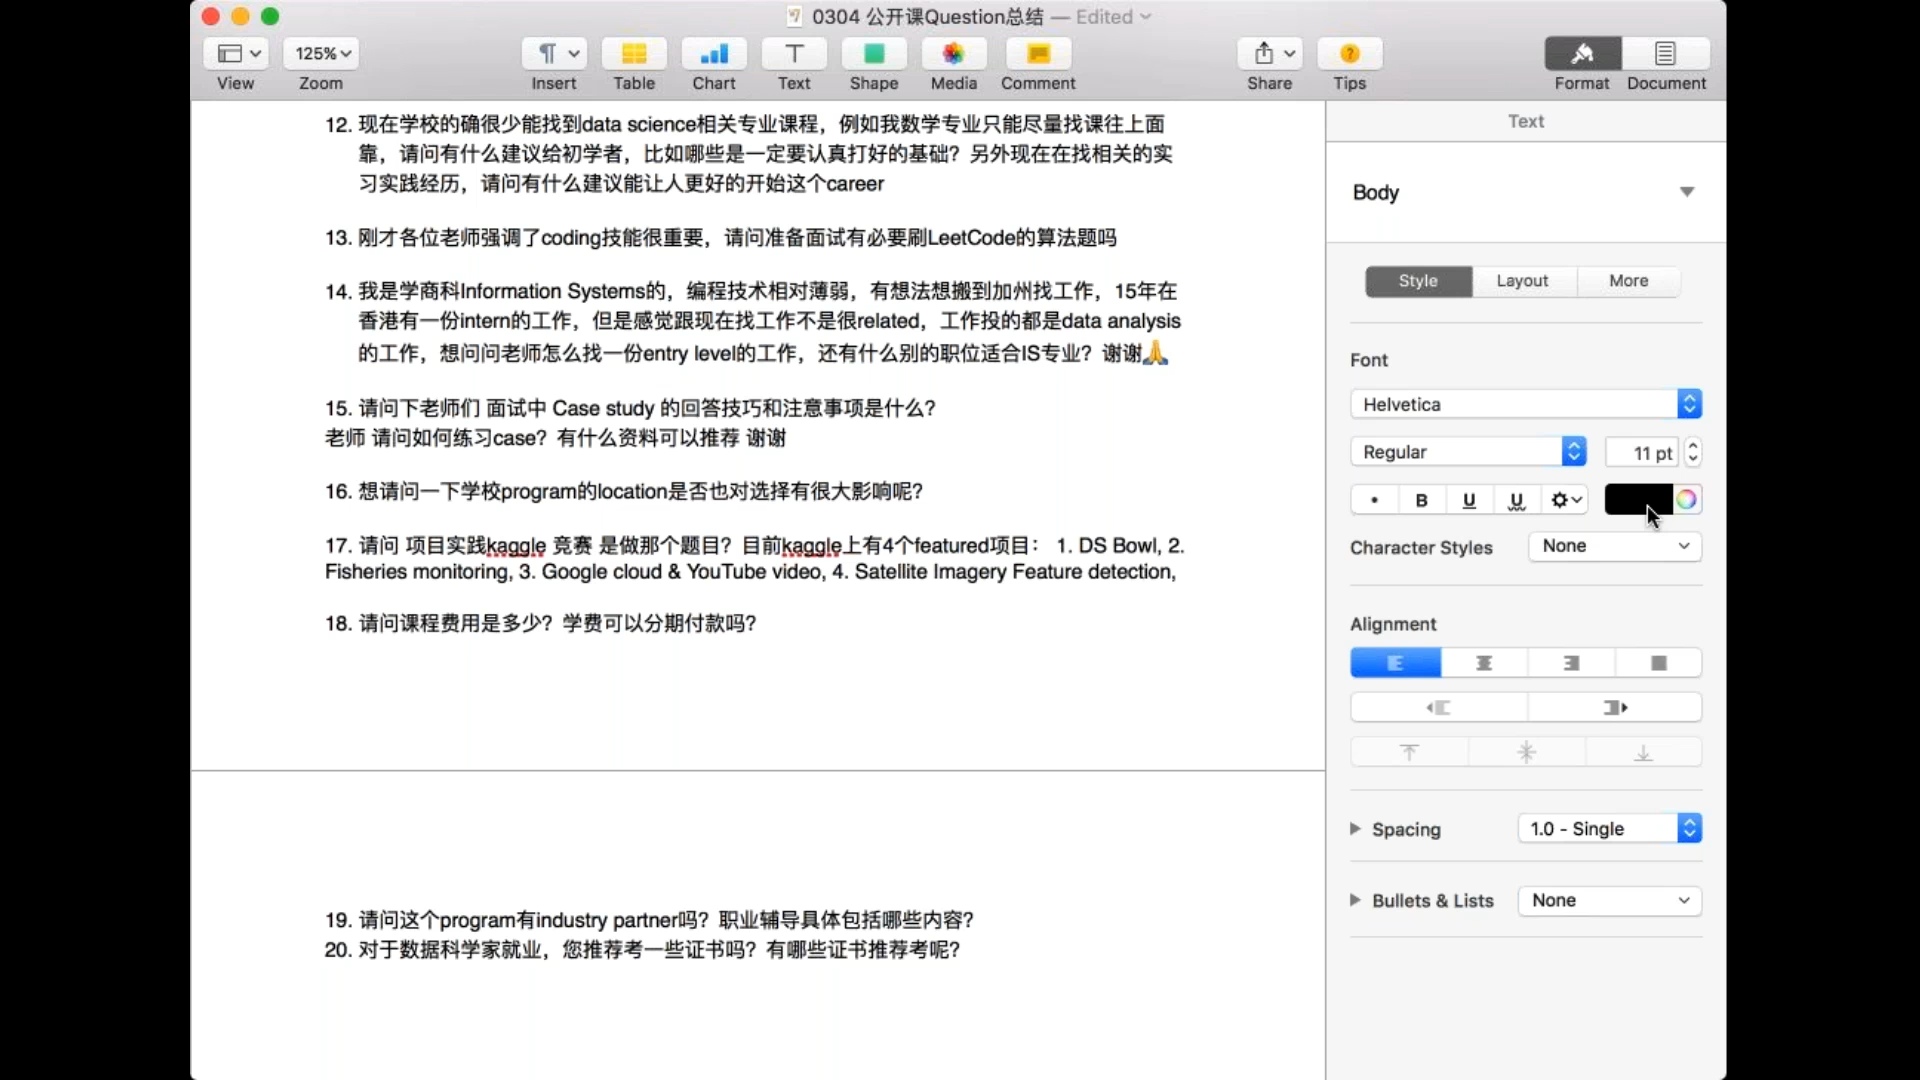 0304 公开课Question总结 — Edited
125%
View
Zoom
Insert
Table
Chart
Text
Shape
Media
Comment
Share
Tips
Format
Document
12. 现在学校的确很少能找到data science相关专业课程，例如我数学专业只能尽量找课往上面
靠，请问有什么建议给初学者，比如哪些是一定要认真打好的基础？另外现在在找相关的实
习实践经历，请问有什么建议能让人更好的开始这个career
13. 刚才各位老师强调了coding技能很重要，请问准备面试有必要刷LeetCode的算法题吗
14. 我是学商科Information Systems的，编程技术相对薄弱，有想法想搬到加州找工作，15年在
香港有一份intern的工作，但是感觉跟现在找工作不是很related，工作投的都是data analysis
的工作，想问问老师怎么找一份entry level的工作，还有什么别的职位适合IS专业？谢谢🙏
15. 请问下老师们 面试中 Case study 的回答技巧和注意事项是什么?
老师 请问如何练习case？有什么资料可以推荐 谢谢
16. 想请问一下学校program的location是否也对选择有很大影响呢?
17. 请问 项目实践kaggle 竞赛 是做那个题目？目前kaggle上有4个featured项目： 1. DS Bowl, 2.
Fisheries monitoring, 3. Google cloud & YouTube video, 4. Satellite Imagery Feature detection,
18. 请问课程费用是多少？学费可以分期付款吗?
19. 请问这个program有industry partner吗？职业辅导具体包括哪些内容?
20. 对于数据科学家就业，您推荐考一些证书吗？有哪些证书推荐考呢?
Text
Body
Style
Layout
More
Font
Helvetica
Regular
11 pt
B
U
U
Character Styles
None
Alignment
Spacing
1.0 - Single
Bullets & Lists
None